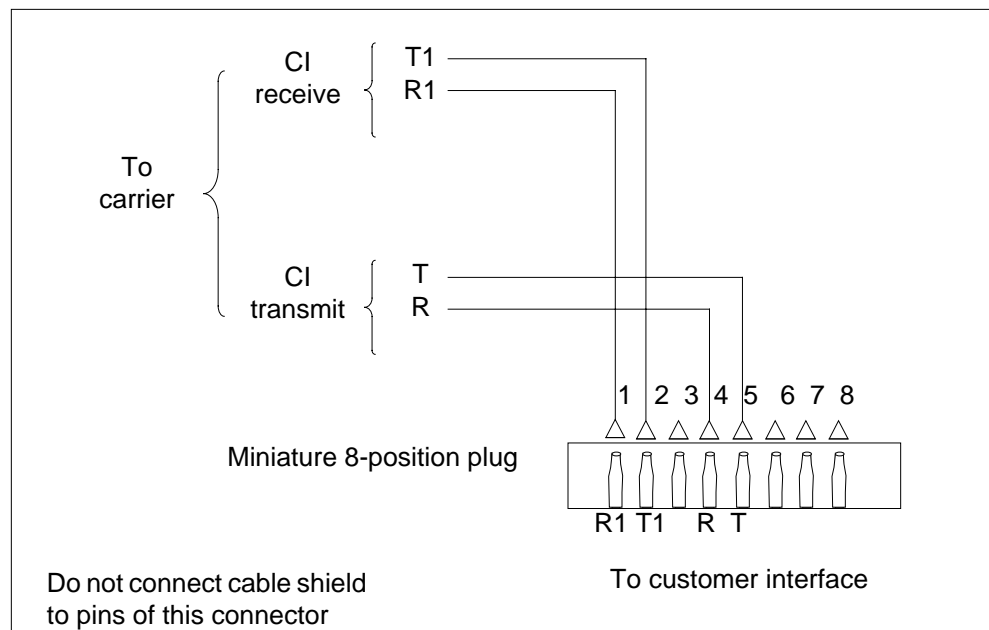 CI
receive
T1
R1
To
carrier
CI
transmit
T
R
1 2 3 4 5 6 7 8
Miniature 8-position plug
R1 T1 R T
Do not connect cable shield
to pins of this connector
To customer interface